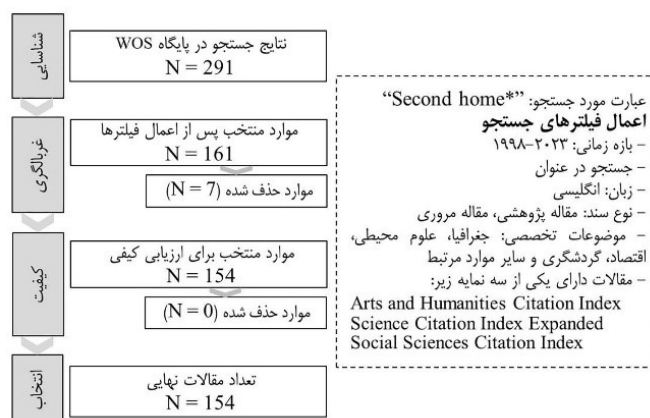 شناسایی
نتایج جستجو در پایگاه WOS
N = 291
غربالگری
موارد منتخب پس از اعمال فیلترها
N = 161
موارد حذف شده (N = 7)
کیفیت
موارد منتخب برای ارزیابی کیفی
N = 154
موارد حذف شده (N = 0)
انتخاب
تعداد مقالات نهایی
N = 154
عبارت مورد جستجو: “Second home*”
اعمال فیلترهای جستجو
- بازه زمانی: ۲۰۲۳-۱۹۹۸
- جستجو در عنوان
- زبان: انگلیسی
- نوع سند: مقاله پژوهشی، مقاله مروری
- موضوعات تخصصی: جغرافیا، علوم محیطی،
اقتصاد، گردشگری و سایر موارد مرتبط
- مقالات دارای یکی از سه نمایه زیر:
Arts and Humanities Citation Index
Science Citation Index Expanded
Social Sciences Citation Index